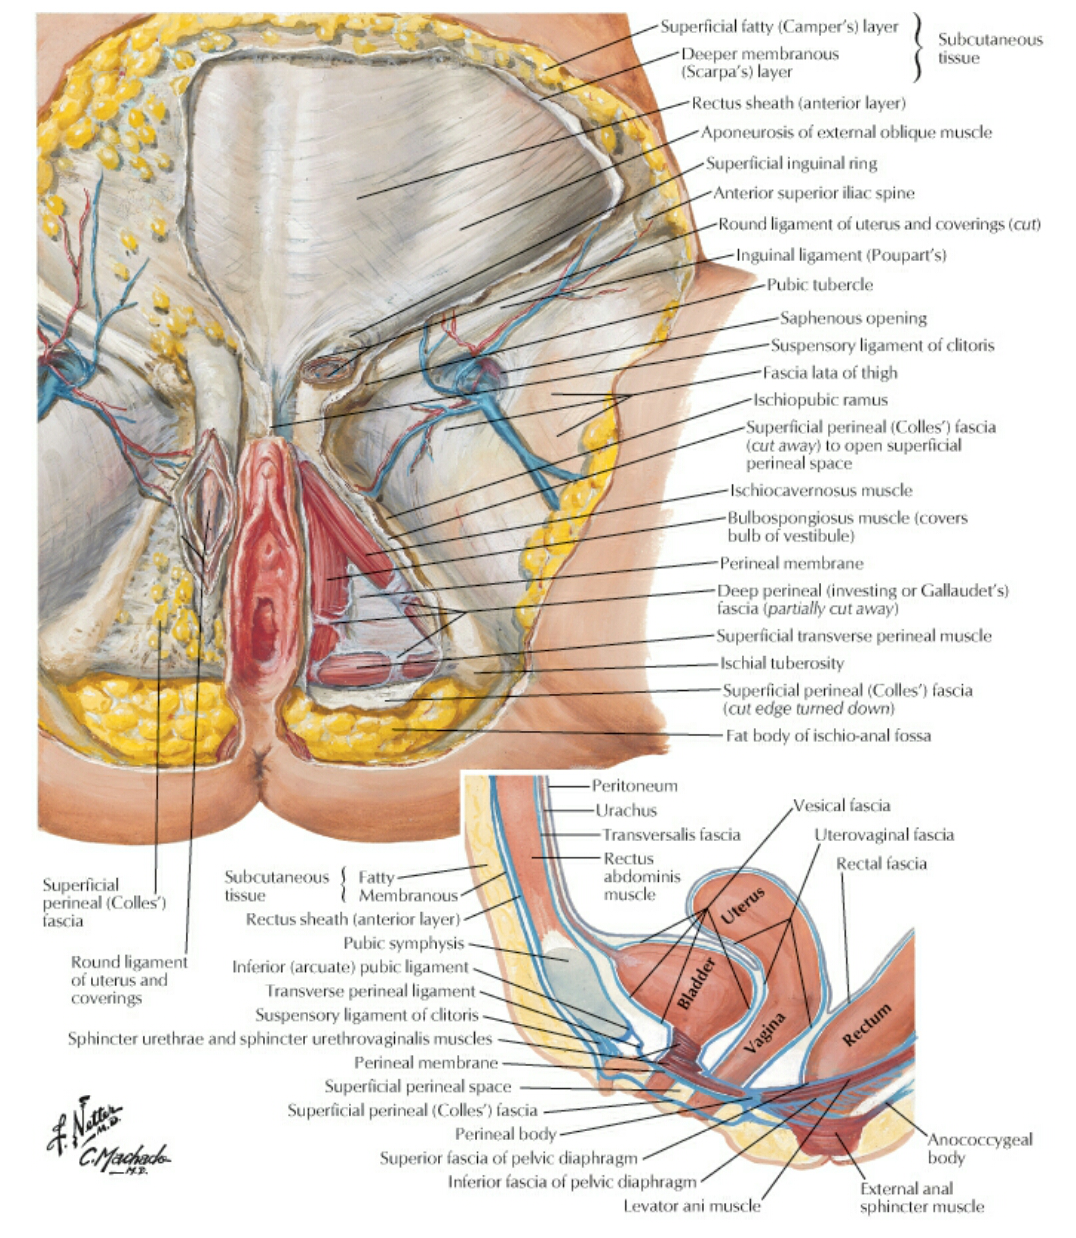 Superficial fatty (Camper's) layer
Deeper membranous
(Scarpa's) layer
Subcutaneous
tissue
Rectus sheath (anterior layer)
Aponeurosis of external oblique muscle
Superficial inguinal ring
Anterior superior iliac spine
Round ligament of uterus and coverings (cut)
Inguinal ligament (Poupart's)
Pubic tubercle
Saphenous opening
Suspensory ligament of clitoris
Fascia lata of thigh
Ischiopubic ramus
Superficial perineal (Colles') fascia
(cut away) to open superficial
perineal space
Ischiocavernosus muscle
Bulbospongiosus muscle (covers
bulb of vestibule)
Perineal membrane
Deep perineal (investing or Gallaudet's)
fascia (partially cut away)
Superficial transverse perineal muscle
Ischial tuberosity
Superficial perineal (Colles') fascia
(cut edge turned down)
Fat body of ischio-anal fossa
Superficial
perineal (Colles')
fascia
Round ligament
of uterus and
coverings
Peritoneum
Urachus
Transversalis fascia
Rectus
abdominis
muscle
Vesical fascia
Uterovaginal fascia
Rectal fascia
Subcutaneous
tissue
Fatty
Membranous
Rectus sheath (anterior layer)
Pubic symphysis
Inferior (arcuate) pubic ligament
Transverse perineal ligament
Suspensory ligament of clitoris
Sphincter urethrae and sphincter urethrovaginalis muscles
Perineal membrane
Superficial perineal space
Superficial perineal (Colles') fascia
Perineal body
Superior fascia of pelvic diaphragm
Inferior fascia of pelvic diaphragm
Levator ani muscle
Uterus
Bladder
Vagina
Rectum
Anococcygeal
body
External anal
sphincter muscle
F. Netter
M.D.
C. Machado
M.D.